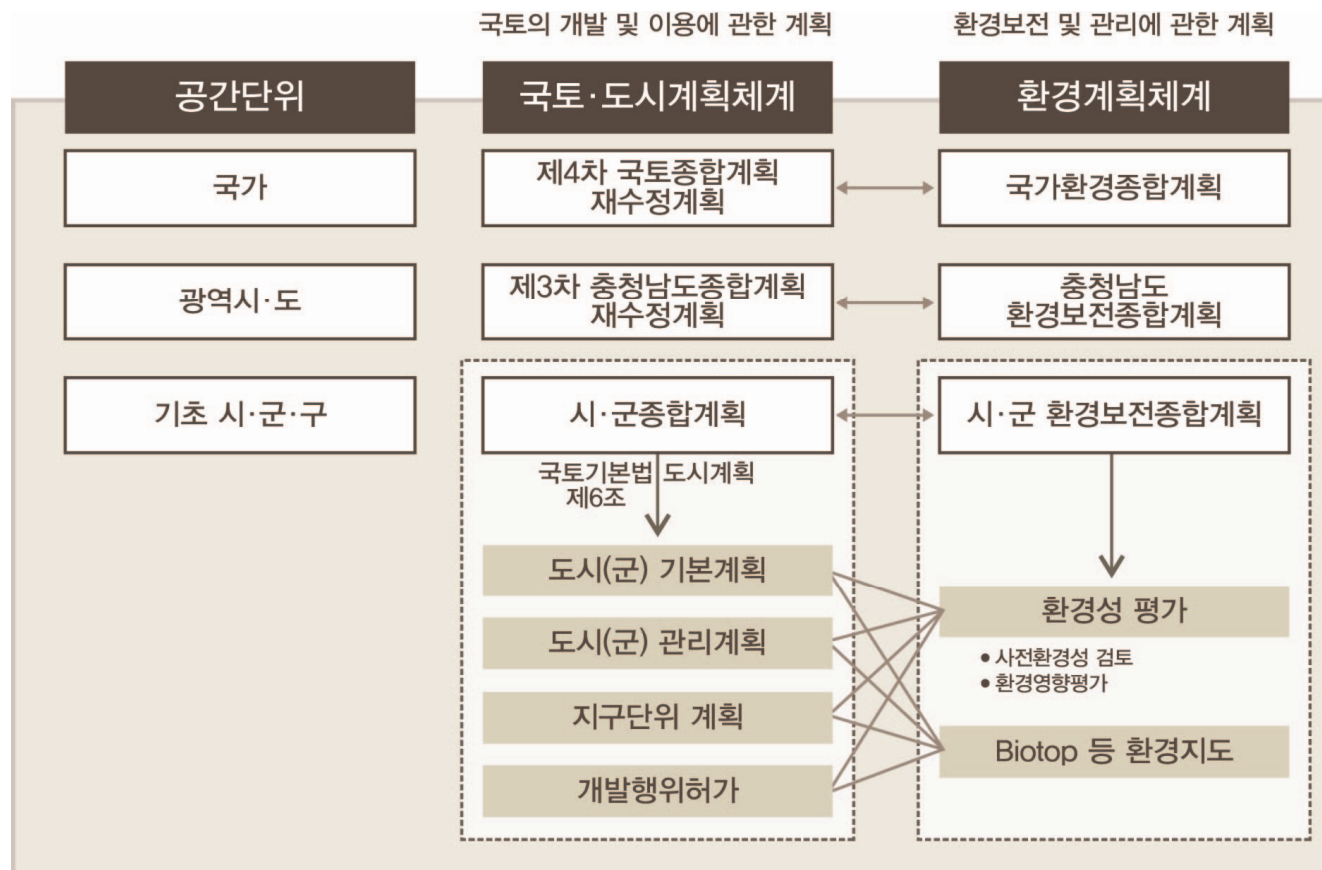 국토의 개발 및 이용에 관한 계획
환경보전 및 관리에 관한 계획
공간단위
국토·도시계획체계
환경계획체계
국가
제4차 국토종합계획
재수정계획
국가환경종합계획
광역시·도
제3차 충청남도종합계획
재수정계획
충청남도
환경보전종합계획
기초 시·군·구
시·군종합계획
시·군 환경보전종합계획
국토기본법 도시계획
제6조
도시(군) 기본계획
도시(군) 관리계획
지구단위 계획
개발행위허가
환경성 평가
● 사전환경성 검토
● 환경영향평가
Biotop 등 환경지도